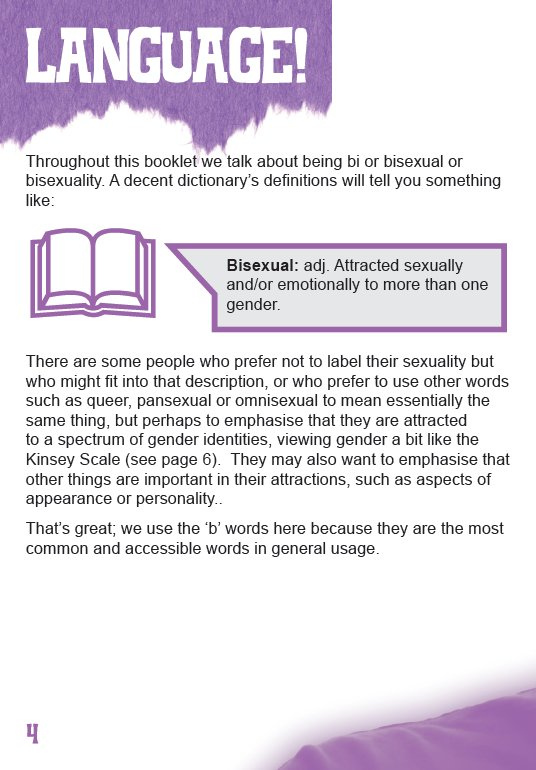 LANGUAGE!
Throughout this booklet we talk about being bi or bisexual or
bisexuality. A decent dictionary’s definitions will tell you something
like:
Bisexual: adj. Attracted sexually
and/or emotionally to more than one
gender.
There are some people who prefer not to label their sexuality but
who might fit into that description, or who prefer to use other words
such as queer, pansexual or omnisexual to mean essentially the
same thing, but perhaps to emphasise that they are attracted
to a spectrum of gender identities, viewing gender a bit like the
Kinsey Scale (see page 6).  They may also want to emphasise that
other things are important in their attractions, such as aspects of
appearance or personality..
That’s great; we use the ‘b’ words here because they are the most
common and accessible words in general usage.
4